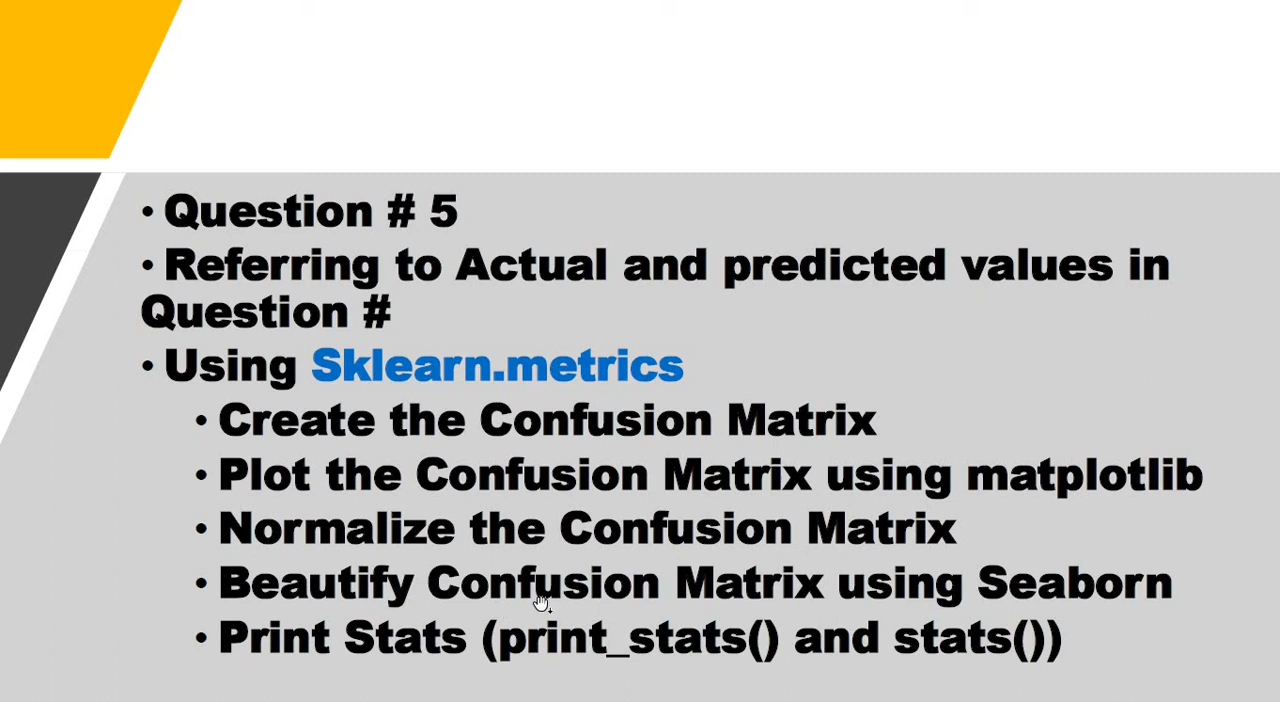 • Question # 5
• Referring to Actual and predicted values in
Question #
• Using Sklearn.metrics
• Create the Confusion Matrix
• Plot the Confusion Matrix using matplotlib
• Normalize the Confusion Matrix
• Beautify Confusion Matrix using Seaborn
• Print Stats (print_stats() and stats())